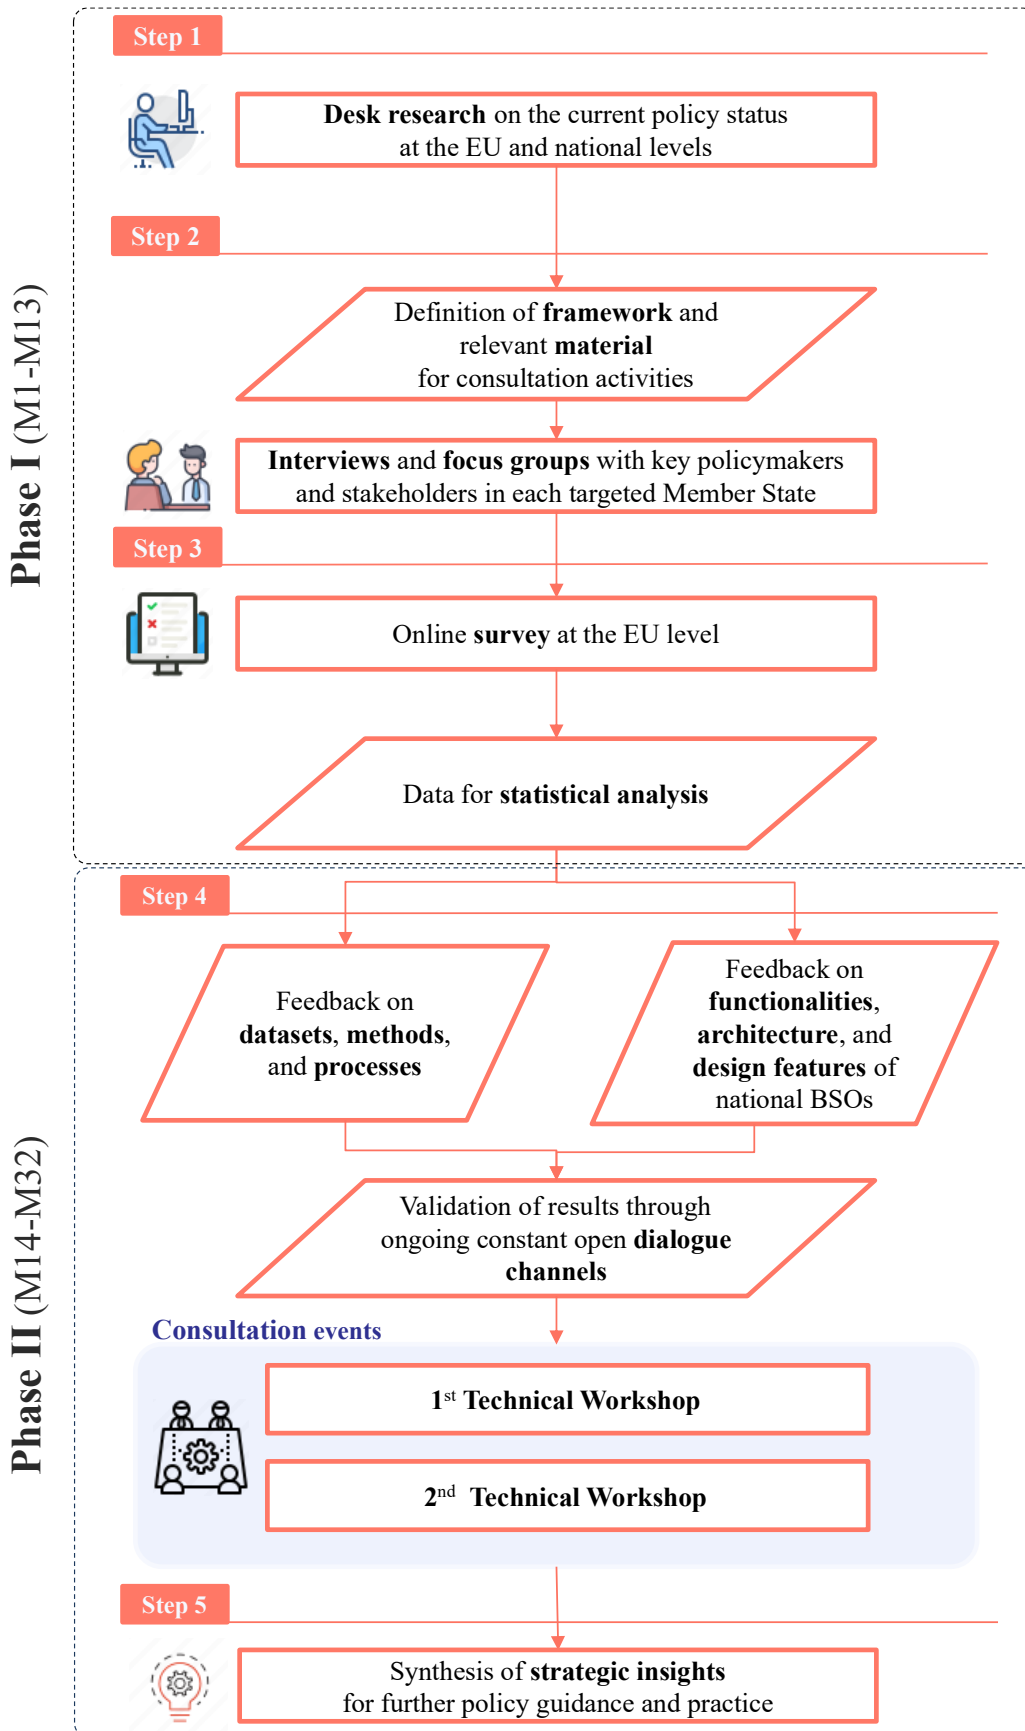 Phase I (M1-M13)
Step 1
Desk research on the current policy status
at the EU and national levels
Step 2
Definition of framework and
relevant material
for consultation activities
Interviews and focus groups with key policymakers
and stakeholders in each targeted Member State
Step 3
Online survey at the EU level
Data for statistical analysis
Phase II (M14-M32)
Step 4
Feedback on
datasets, methods,
and processes
Feedback on
functionalities,
architecture, and
design features of
national BSOs
Validation of results through
ongoing constant open dialogue
channels
Consultation events
1st Technical Workshop
2nd Technical Workshop
Step 5
Synthesis of strategic insights
for further policy guidance and practice